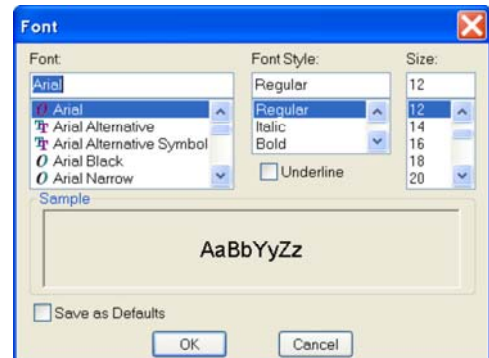 Font
Font: Font Style: Size:
Arial Regular 12
Arial Regular 12
Arial Alternative Italic 14
Arial Alternative Symbol Bold 16
Arial Black 18
Arial Narrow Underline 20
Sample
AaBbYyZz
Save as Defaults
OK Cancel